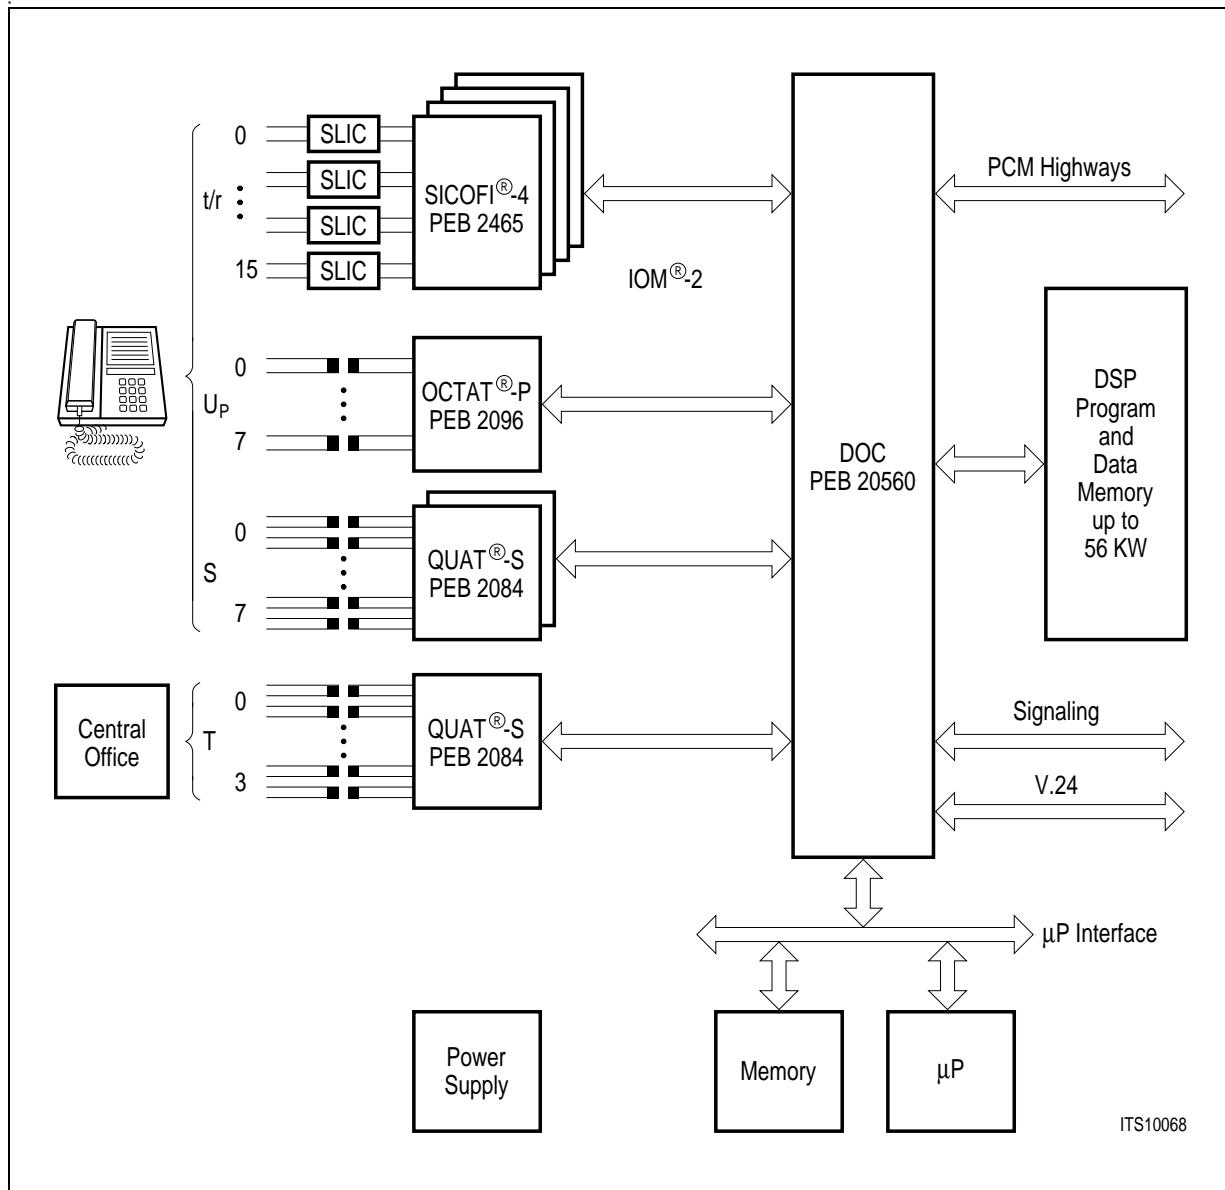 0
SLIC
t/r
SLIC
SLIC
15
SLIC
SICOFI®-4
PEB 2465
IOM®-2
PCM Highways
0
UP
7
OCTAT®-P
PEB 2096
DOC
PEB 20560
DSP
Program
and
Data
Memory
up to
56 KW
0
S
7
QUAT®-S
PEB 2084
Central
Office
0
T
3
QUAT®-S
PEB 2084
Signaling
V.24
μP Interface
Power
Supply
Memory
μP
ITS10068